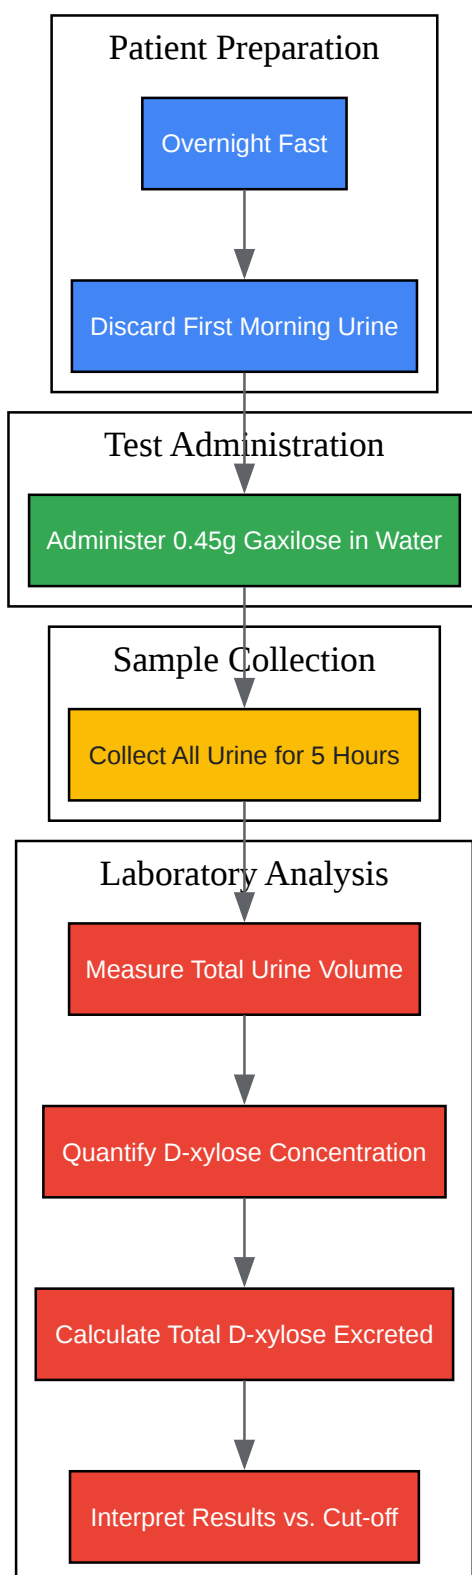 Patient Preparation
Overnight Fast
Discard First Morning Urine
Test Administration
Administer 0.45g Gaxilose in Water
Sample Collection
Collect All Urine for 5 Hours
Laboratory Analysis
Measure Total Urine Volume
Quantify D-xylose Concentration
Calculate Total D-xylose Excreted
Interpret Results vs. Cut-off